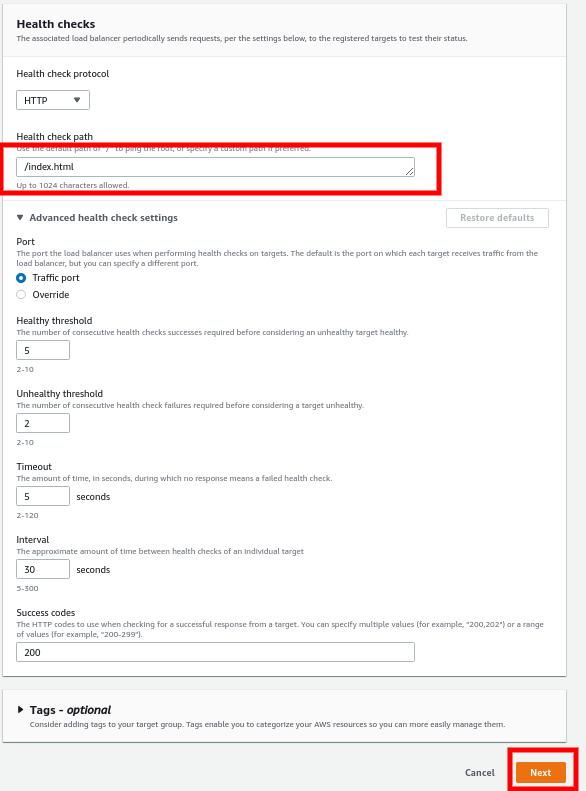 Health checks
The associated load balancer periodically sends requests, per the settings below, to the registered targets to test their status.
Health check protocol
HTTP
Health check path
Use the default path of "/" to ping the root, or specify a custom path if preferred.
/index.html
Up to 1024 characters allowed.
Advanced health check settings
Restore defaults
Port
The port the load balancer uses when performing health checks on targets. The default is the port on which each target receives traffic from the
load balancer, but you can specify a different port.
Traffic port
Override
Healthy threshold
The number of consecutive health checks successes required before considering an unhealthy target healthy.
5
2-10
Unhealthy threshold
The number of consecutive health check failures required before considering a target unhealthy.
2
2-10
Timeout
The amount of time, in seconds, during which no response means a failed health check.
5 seconds
2-120
Interval
The approximate amount of time between health checks of an individual target
30 seconds
5-300
Success codes
The HTTP codes to use when checking for a successful response from a target. You can specify multiple values (for example, "200,202") or a range
of values (for example, "200-299").
200
Tags - optional
Consider adding tags to your target group. Tags enable you to categorize your AWS resources so you can more easily manage them.
Cancel
Next